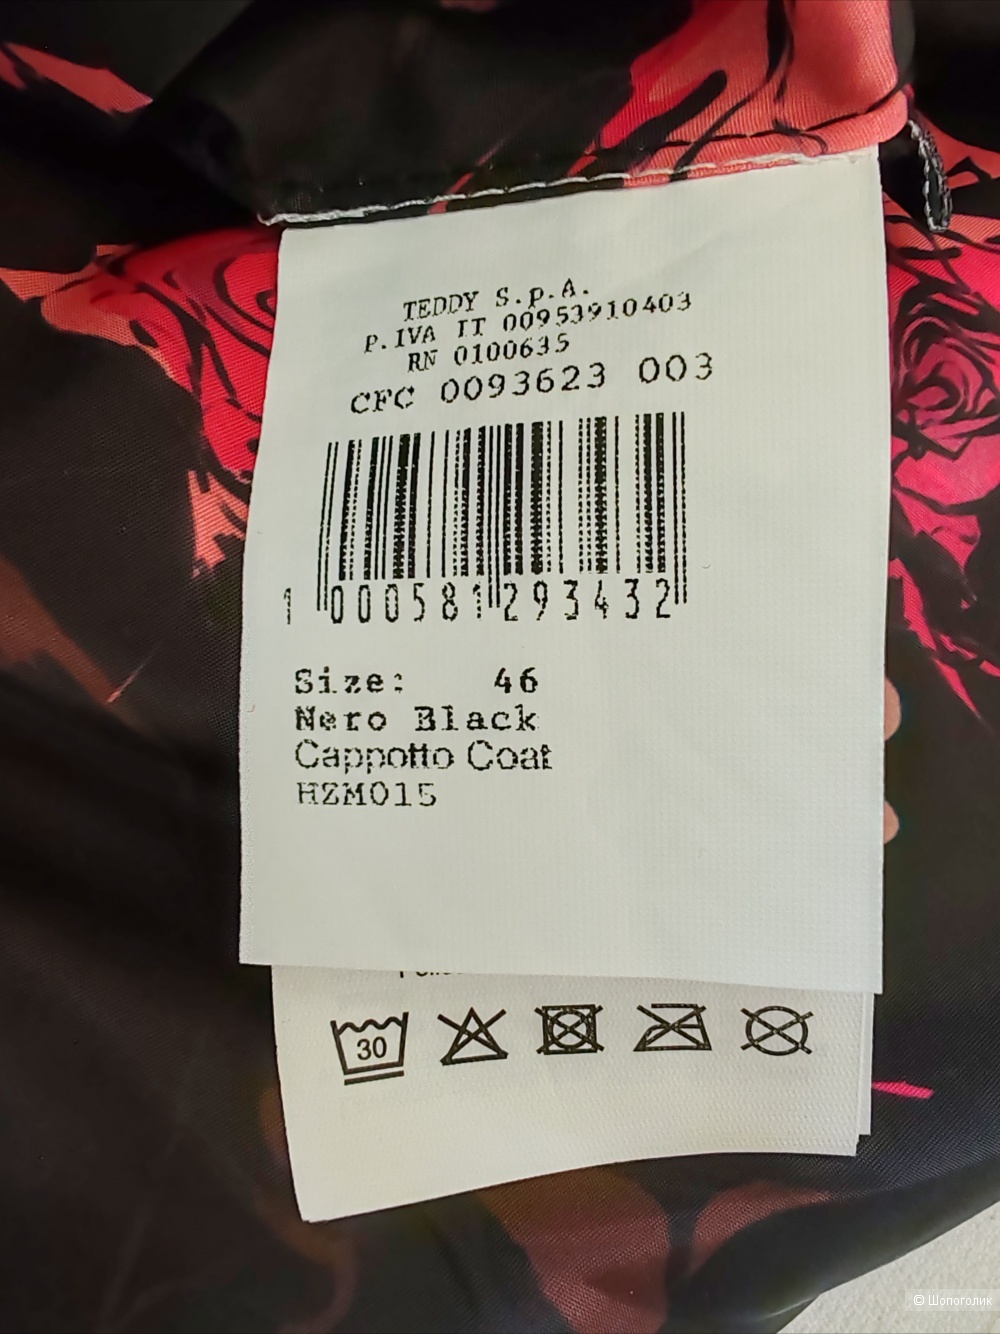 TEDDY S.p.A.
P.IVA IT 00953910403
RN 0100635
CFC 0093623 003
1 000581 293432
Size: 46
Nero Black
Cappotto Coat
HZM015
30
© Шопоголик